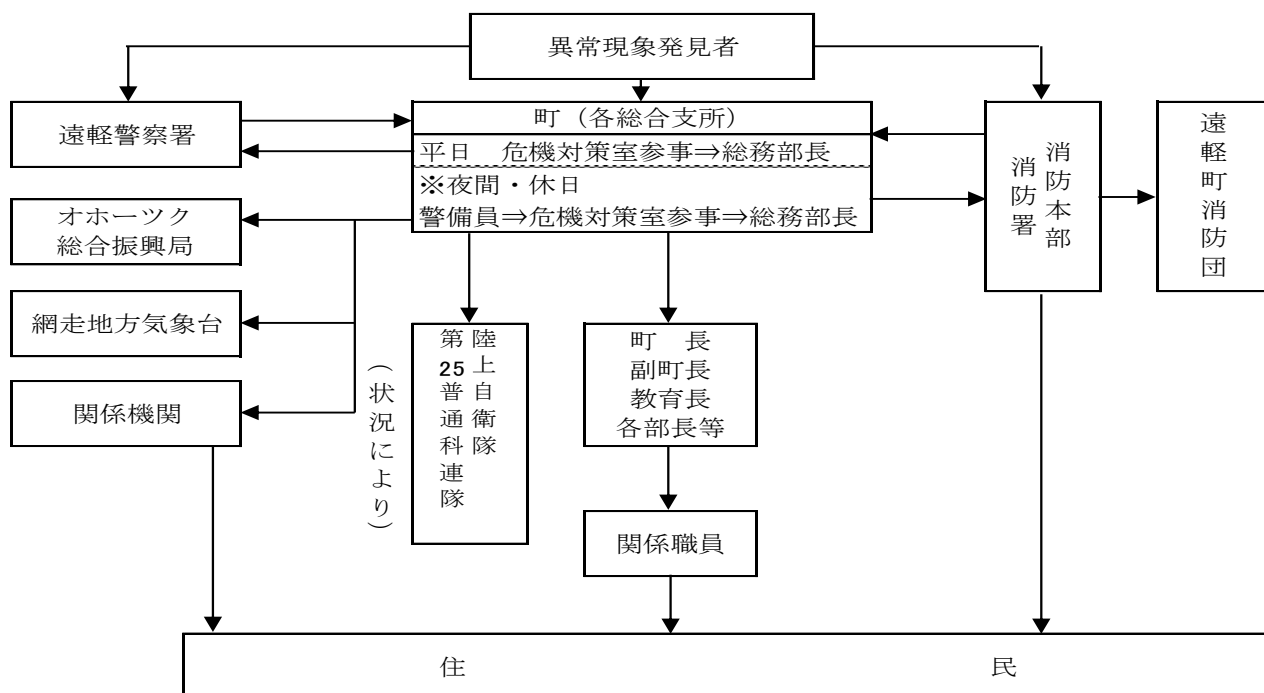 異常現象発見者
遠軽警察署
町（各総合支所）
平日　危機対策室参事⇒総務部長
※夜間・休日
警備員⇒危機対策室参事⇒総務部長
消防本部
消防署
遠軽町消防団
オホーツク
総合振興局
網走地方気象台
関係機関
（状況により）
陸上自衛隊
第25普通科連隊
町　長
副町長
教育長
各部長等
関係職員
住　民